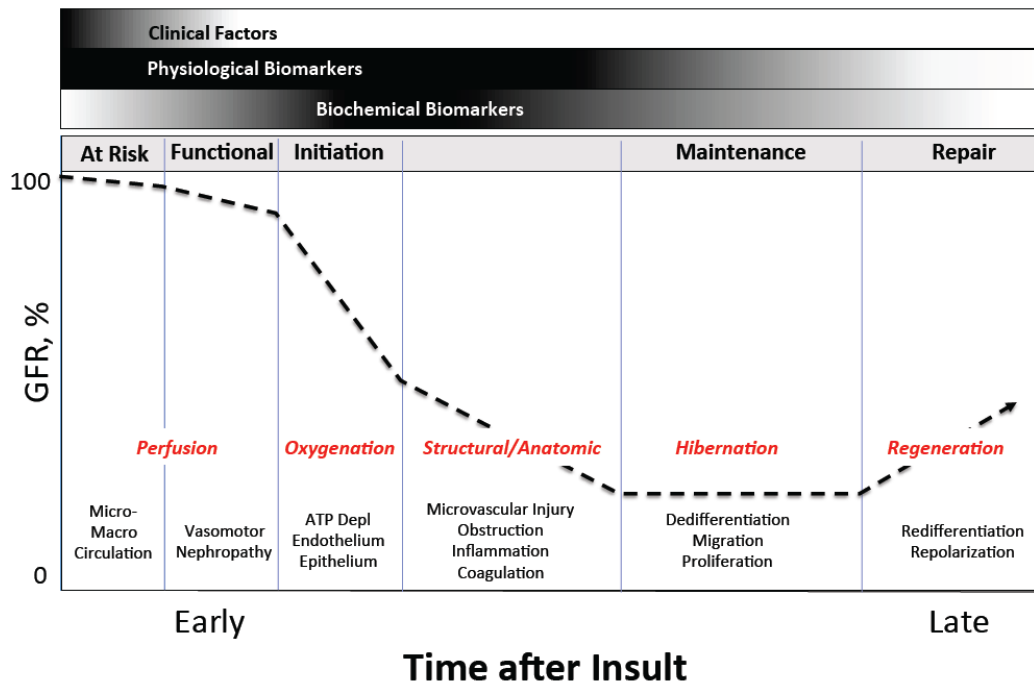 Clinical Factors
Physiological Biomarkers
Biochemical Biomarkers
At Risk
Functional
Initiation
Maintenance
Repair
100
GFR, %
0
Perfusion
Oxygenation
Structural/Anatomic
Hibernation
Regeneration
Micro-
Macro
Circulation
Vasomotor
Nephropathy
ATP Depl
Endothelium
Epithelium
Microvascular Injury
Obstruction
Inflammation
Coagulation
Dedifferentiation
Migration
Proliferation
Redifferentiation
Repolarization
Early
Late
Time after Insult